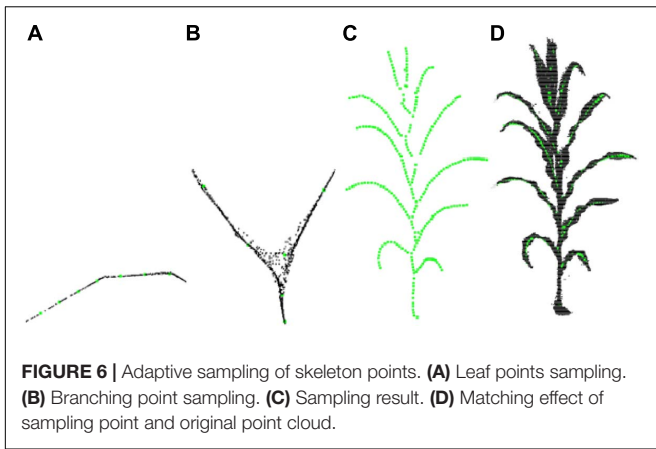 A
B
C
D
FIGURE 6 | Adaptive sampling of skeleton points. (A) Leaf points sampling.
(B) Branching point sampling. (C) Sampling result. (D) Matching effect of
sampling point and original point cloud.